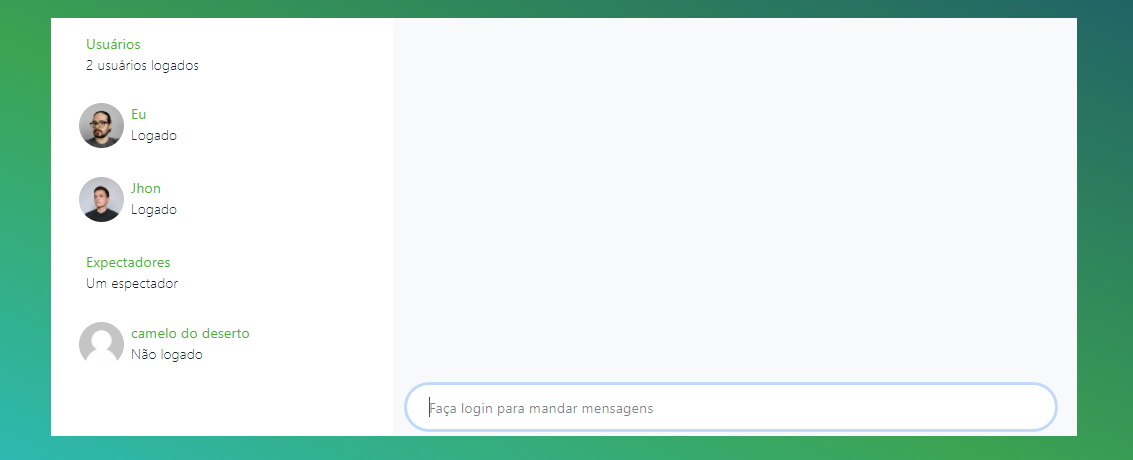 Usuários
2 usuários logados
Eu
Logado
Jhon
Logado
Expectadores
Um espectador
camelo do deserto
Não logado
Faça login para mandar mensagens